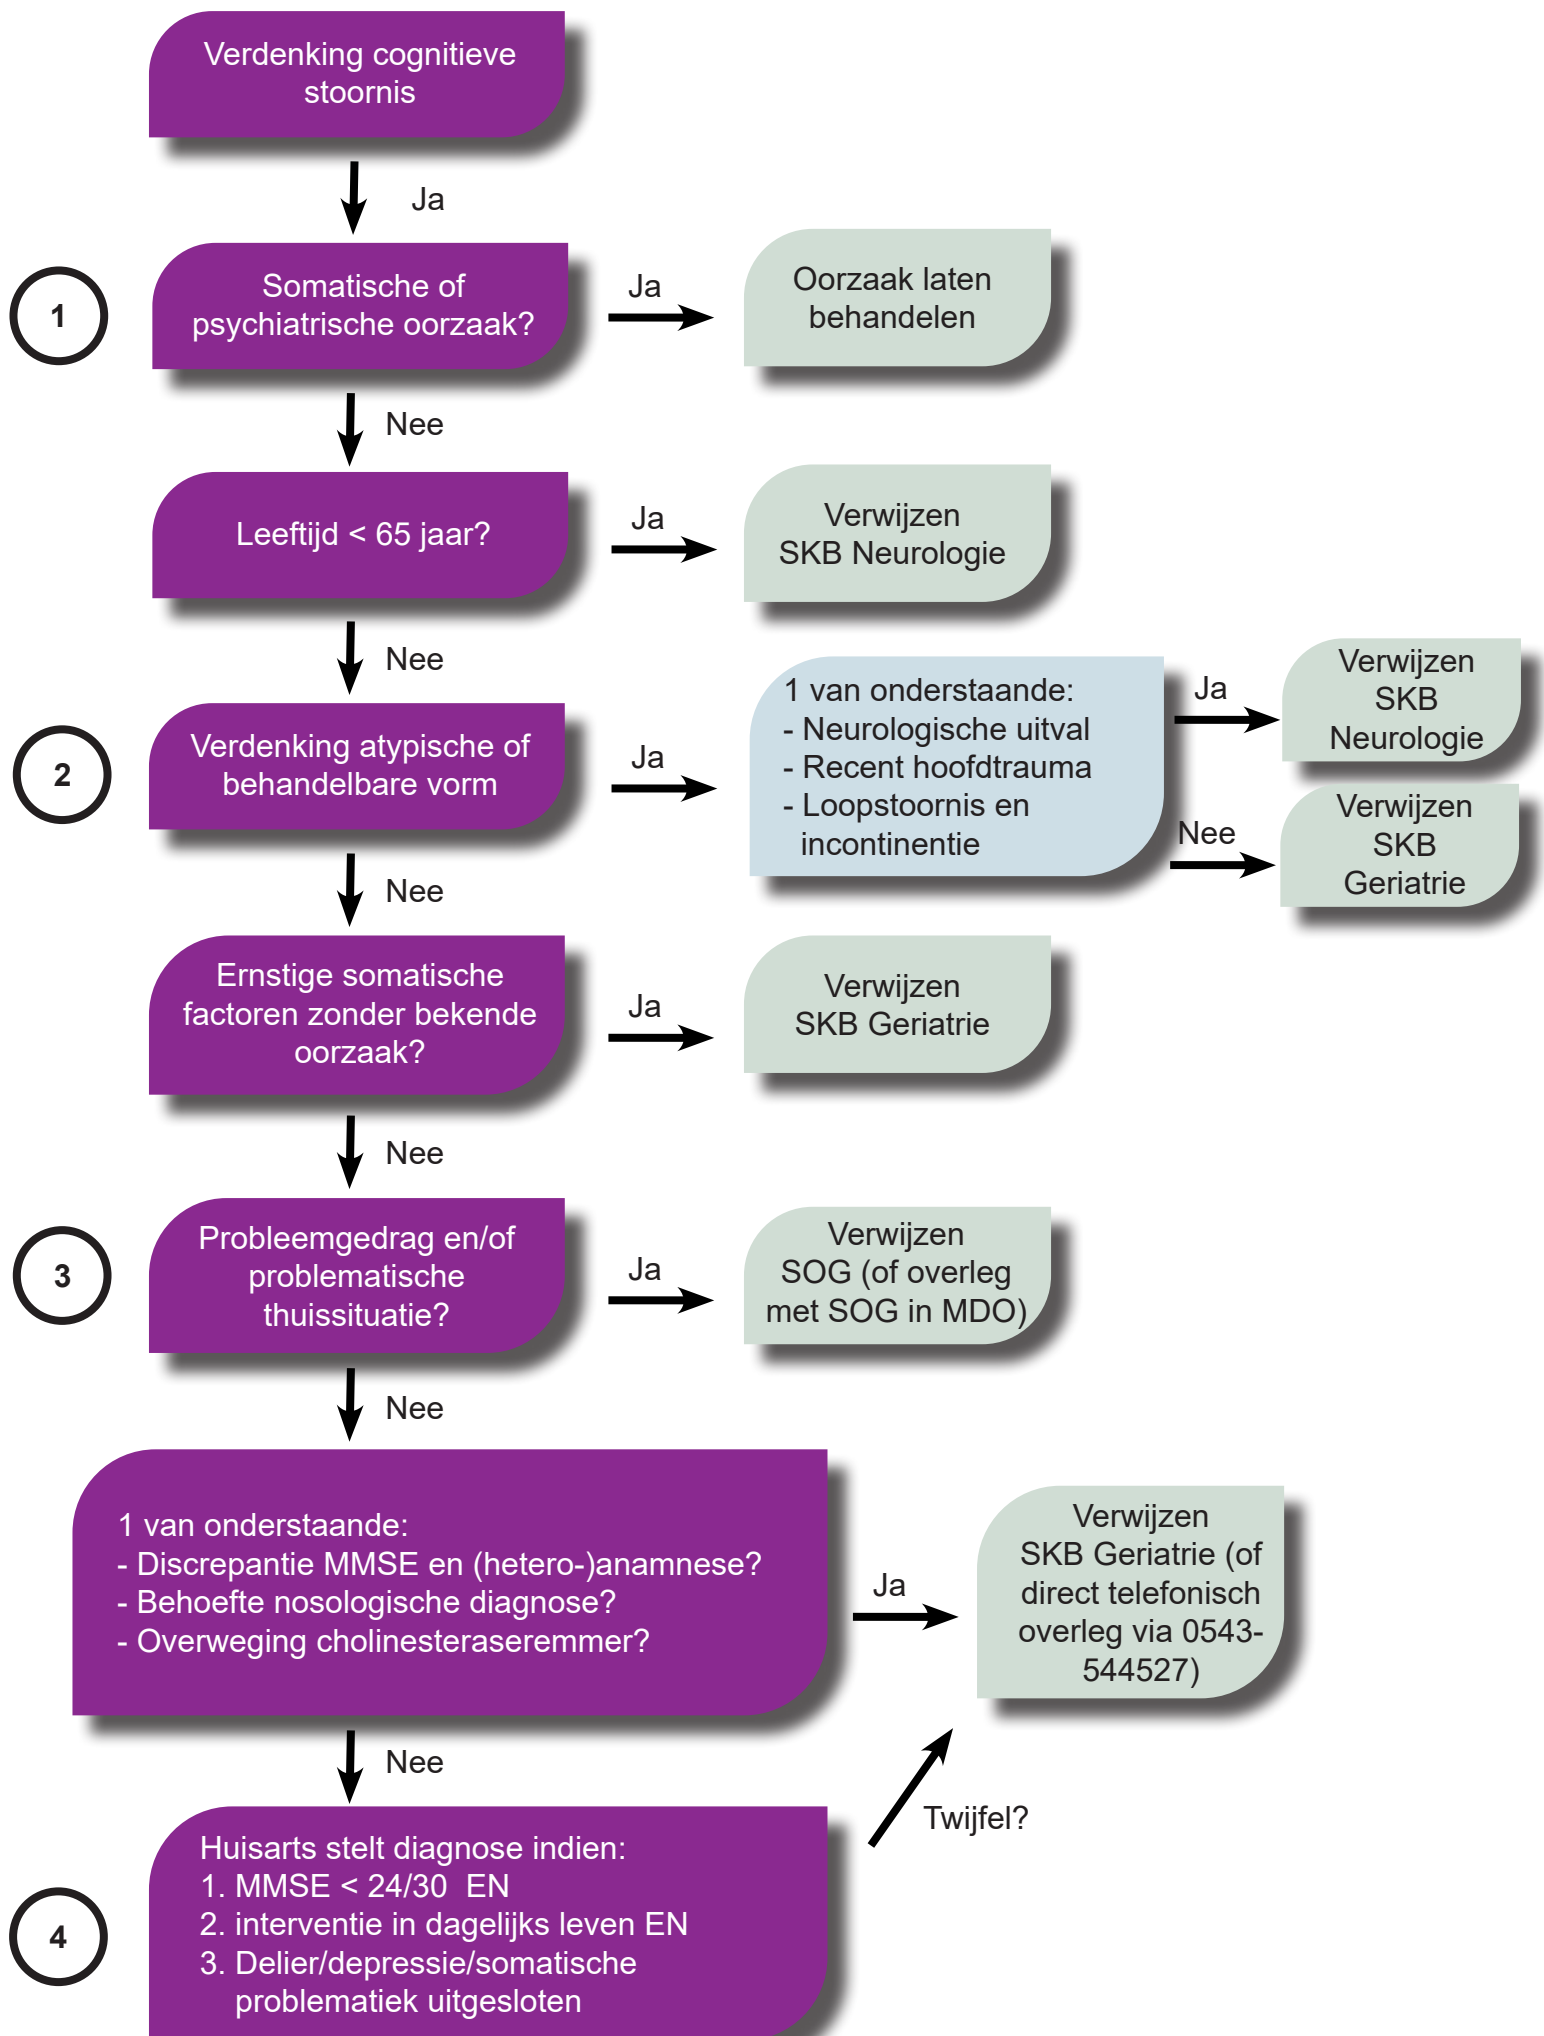 Verdenking cognitieve
stoornis
Ja
1
Somatische of
psychiatrische oorzaak?
Ja
Oorzaak laten
behandelen
Nee
Leeftijd < 65 jaar?
Ja
Verwijzen
SKB Neurologie
Nee
2
Verdenking atypische of
behandelbare vorm
Ja
1 van onderstaande:
- Neurologische uitval
- Recent hoofdtrauma
- Loopstoornis en
incontinentie
Ja
Verwijzen
SKB
Neurologie
Nee
Verwijzen
SKB
Geriatrie
Nee
Ernstige somatische
factoren zonder bekende
oorzaak?
Ja
Verwijzen
SKB Geriatrie
Nee
3
Probleemgedrag en/of
problematische
thuissituatie?
Ja
Verwijzen
SOG (of overleg
met SOG in MDO)
Nee
1 van onderstaande:
- Discrepantie MMSE en (hetero-)anamnese?
- Behoefte nosologische diagnose?
- Overweging cholinesteraseremmer?
Ja
Verwijzen
SKB Geriatrie (of
direct telefonisch
overleg via 0543-
544527)
Nee
Twijfel?
4
Huisarts stelt diagnose indien:
1. MMSE < 24/30 EN
2. interventie in dagelijks leven EN
3. Delier/depressie/somatische
problematiek uitgesloten